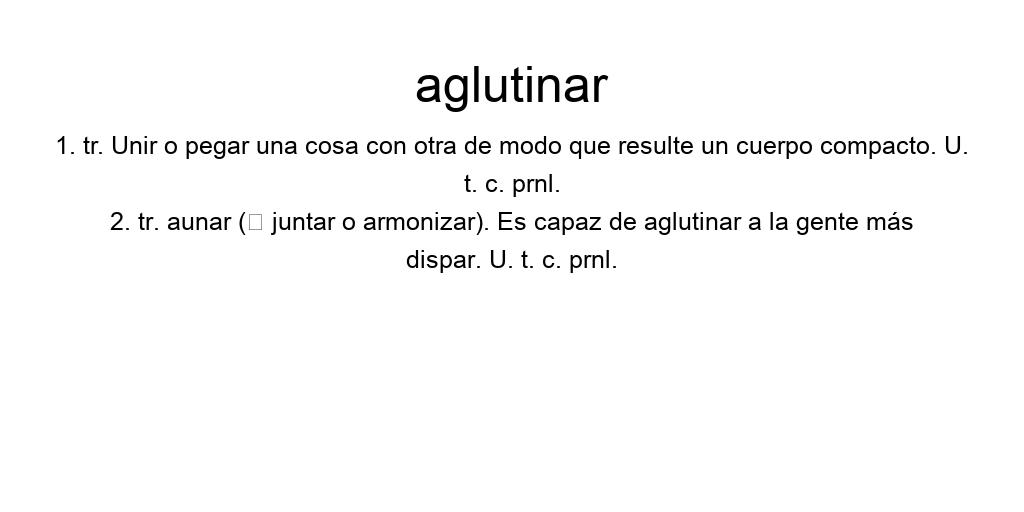 aglutinar
1. tr. Unir o pegar una cosa con otra de modo que resulte un cuerpo compacto. U.
t. c. prnl.
2. tr. aunar (□ juntar o armonizar). Es capaz de aglutinar a la gente más
dispar. U. t. c. prnl.